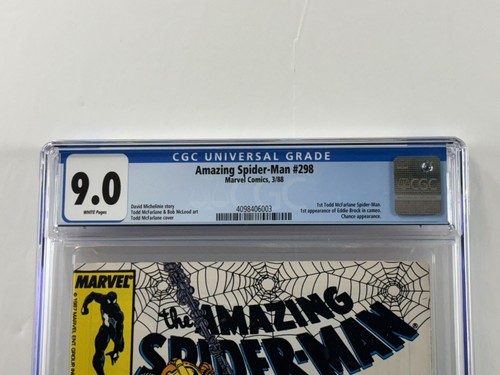 CGC UNIVERSAL GRADE
9.0
WHITE Pages
Amazing Spider-Man #298
Marvel Comics, 3/88
David Michelinie story
Todd McFarlane & Bob McLeod art
Todd McFarlane cover
1st Todd McFarlane Spider-Man.
1st appearance of Eddie Brock in cameo.
Chance appearance.
4098406003
CGC
MARVEL
the AMAZING
SPIDER-MAN